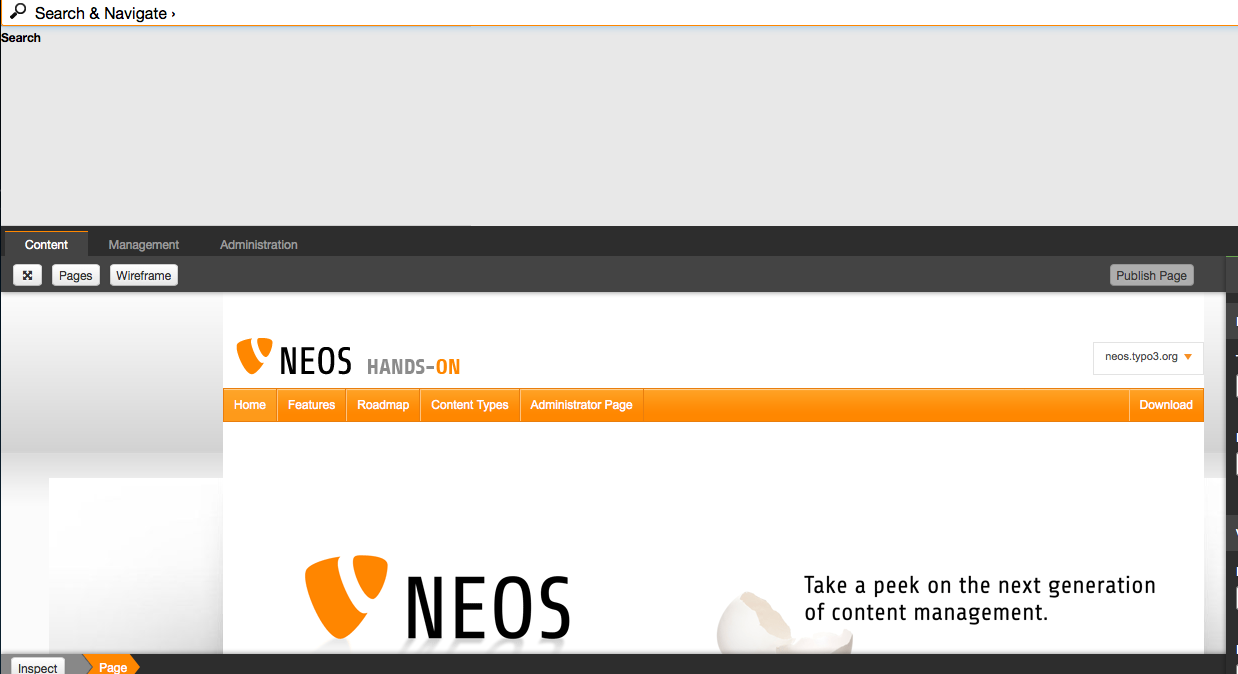 Search & Navigate ›
Search
Content Management Administration
Pages Wireframe Publish Page
NEOS HANDS-ON
neos.typo3.org
Home Features Roadmap Content Types Administrator Page Download
NEOS
Take a peek on the next generation
of content management.
Inspect Page